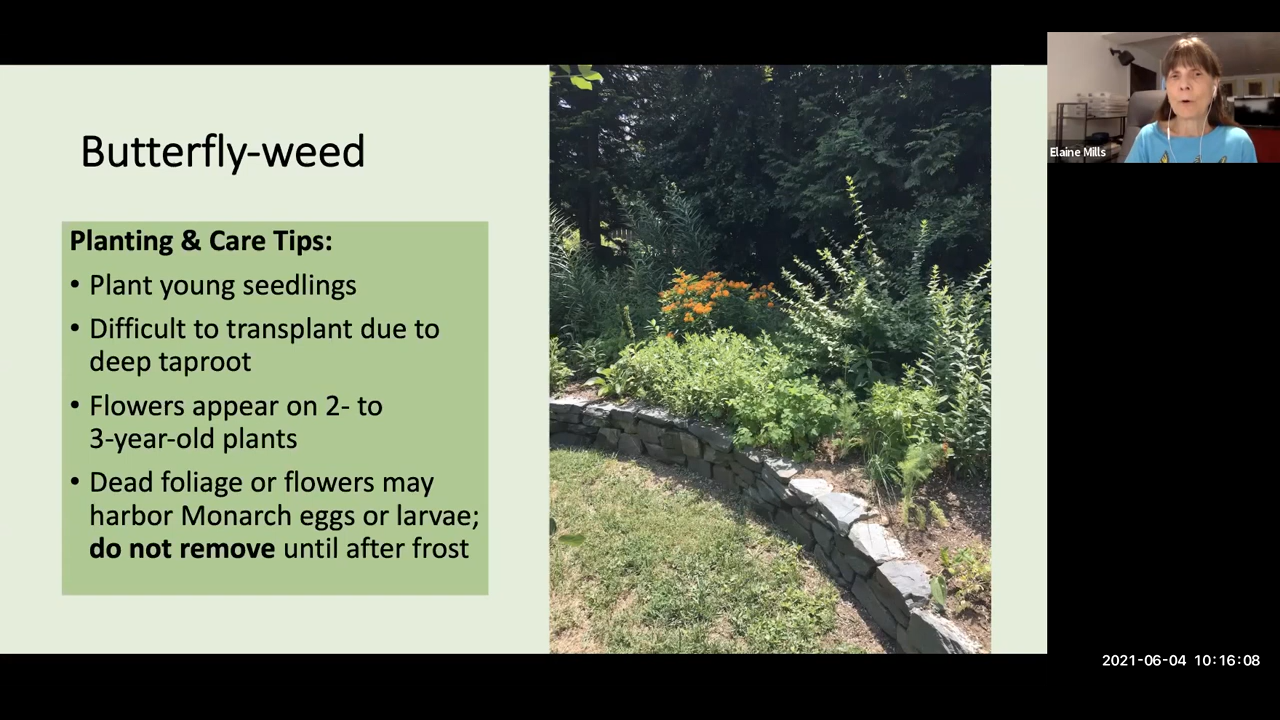 Butterfly-weed
Planting & Care Tips:
• Plant young seedlings
• Difficult to transplant due to
deep taproot
• Flowers appear on 2- to
3-year-old plants
• Dead foliage or flowers may
harbor Monarch eggs or larvae;
do not remove until after frost
Elaine Mills
2021-06-04 10:16:08